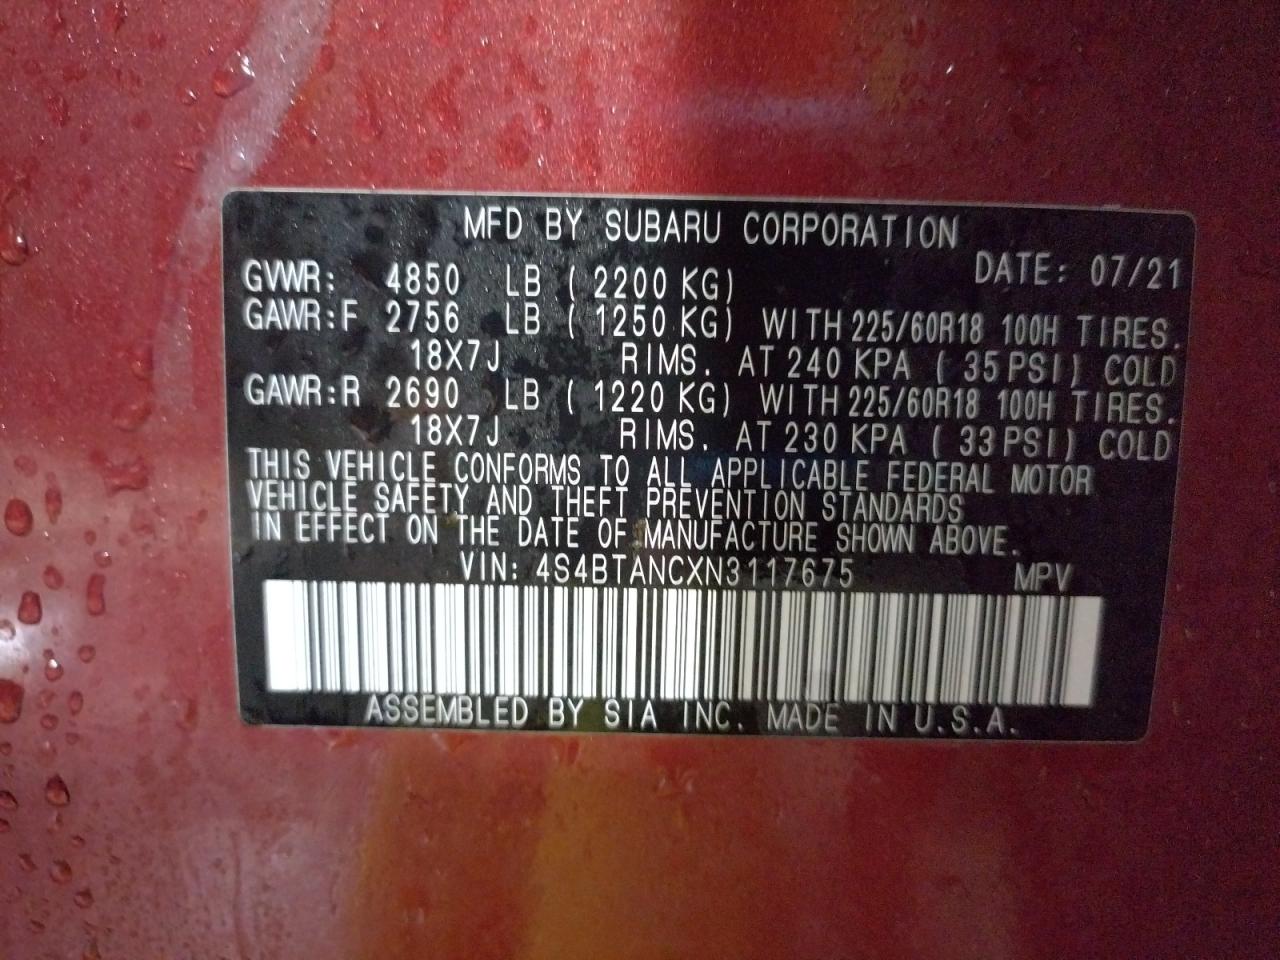 MFD BY SUBARU CORPORATION
DATE: 07/21
GVWR: 4850 LB ( 2200 KG)
GAWR:F 2756 LB ( 1250 KG) WITH 225/60R18 100H TIRES.
18X7J RIMS. AT 240 KPA ( 35 PSI) COLD
GAWR:R 2690 LB ( 1220 KG) WITH 225/60R18 100H TIRES.
18X7J RIMS. AT 230 KPA ( 33 PSI) COLD
THIS VEHICLE CONFORMS TO ALL APPLICABLE FEDERAL MOTOR
VEHICLE SAFETY AND THEFT PREVENTION STANDARDS
IN EFFECT ON THE DATE OF MANUFACTURE SHOWN ABOVE.
VIN: 4S4BTANCXN3117675 MPV
ASSEMBLED BY SIA INC. MADE IN U.S.A.